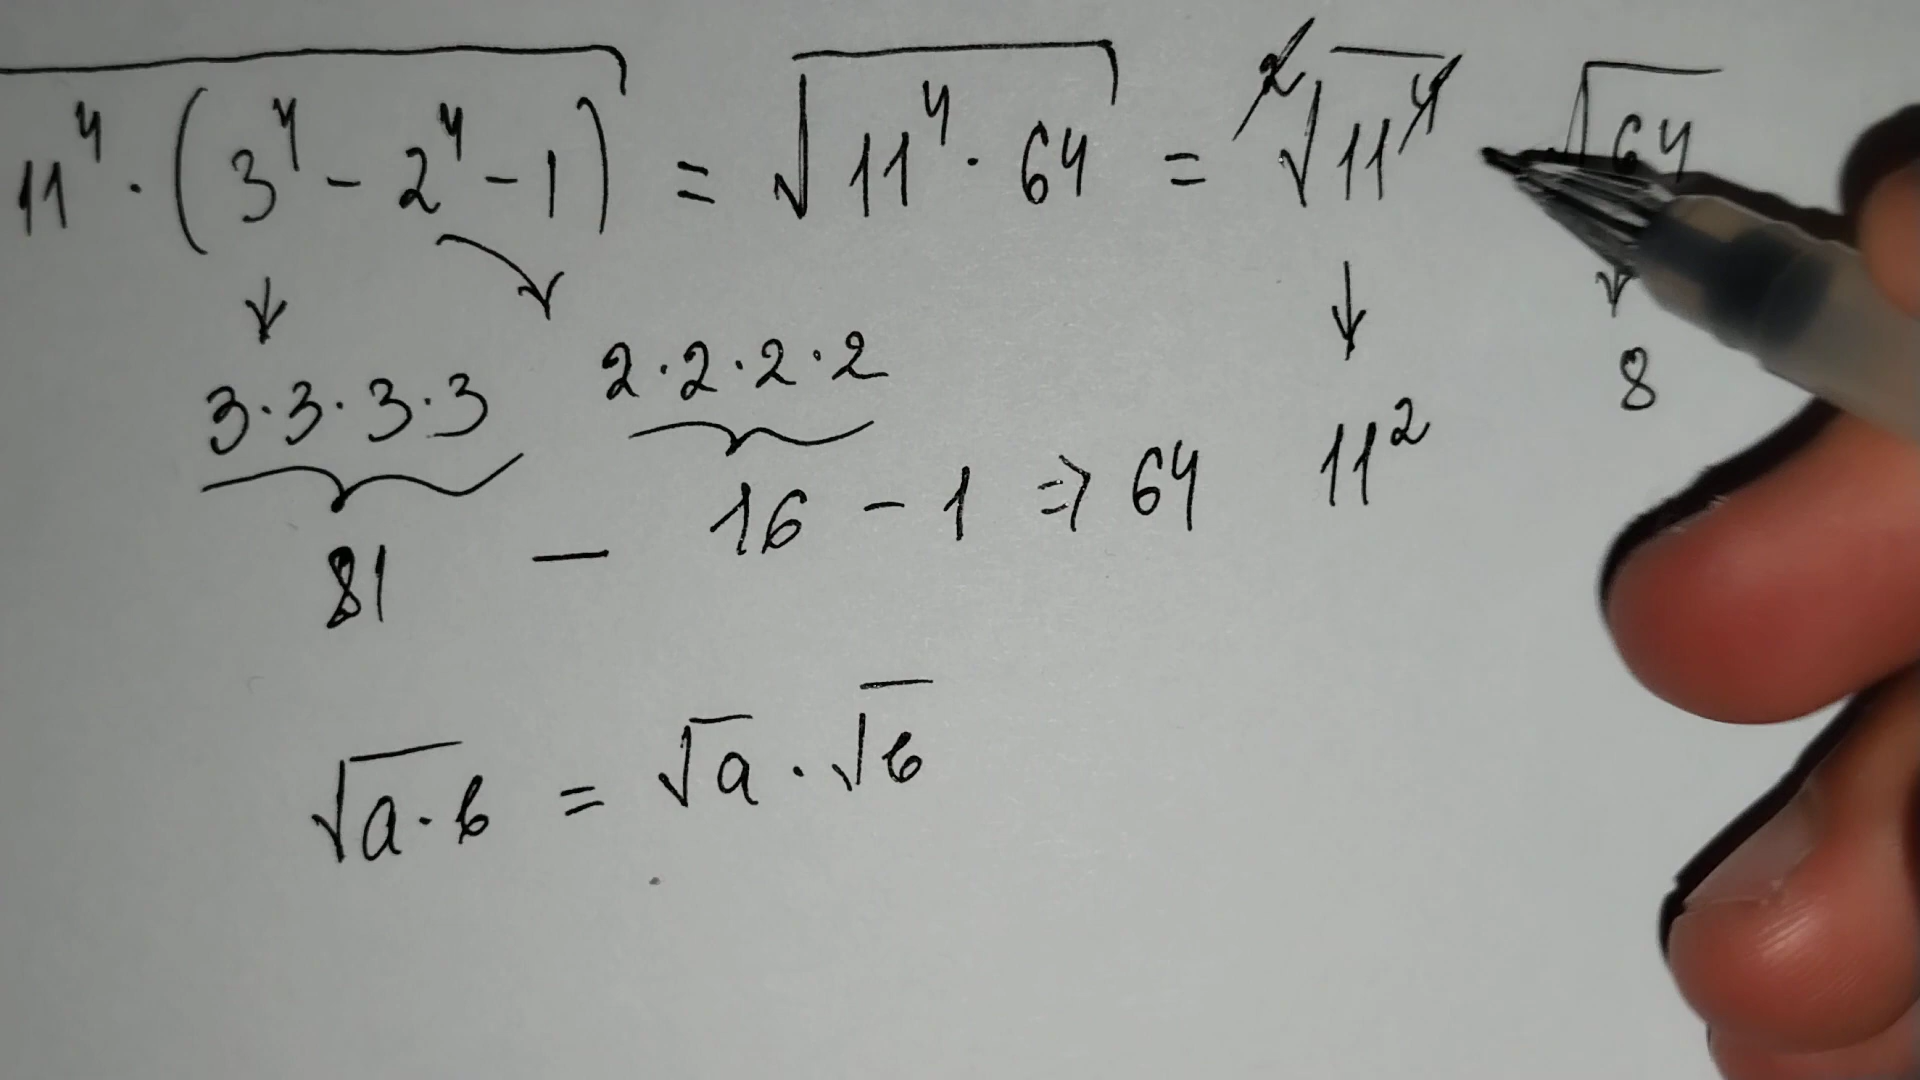 11⁴ · (3⁴ - 2⁴ - 1) = √11⁴ · 64 = ²√11⁴ √64
3 · 3 · 3 · 3 2 · 2 · 2 · 2 8
81 - 16 - 1 ⇒ 64 11²
√a · b = √a · √b